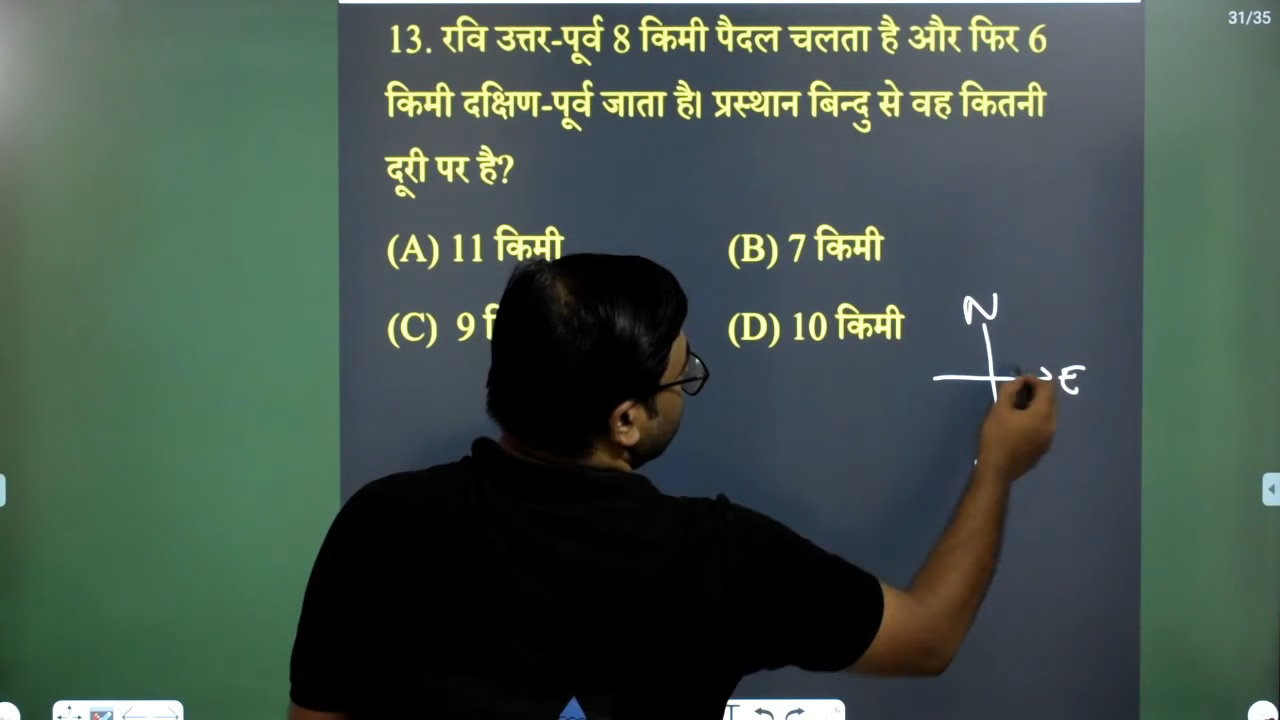 31/35
13. रवि उत्तर-पूर्व 8 किमी पैदल चलता है और फिर 6
किमी दक्षिण-पूर्व जाता है। प्रस्थान बिन्दु से वह कितनी
दूरी पर है?
(A) 11 किमी (B) 7 किमी
(C) 9 (D) 10 किमी
N
E